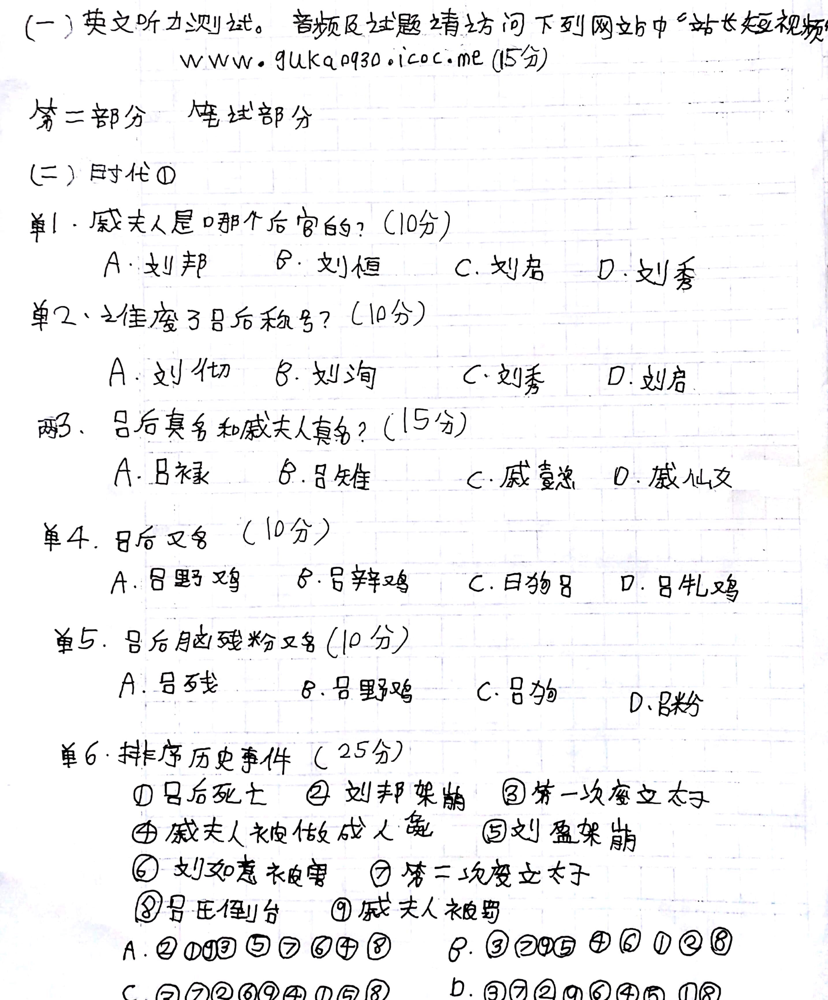 (一) 英文听力测试。 音频及试题请访问下列网站中“站长短视频”
www.guka0930.icoc.me (15分)
第二部分 笔试部分
(二) 时代①
单1. 戚夫人是哪个后宫的? (10分)
A. 刘邦 B. 刘恒 C. 刘启 D. 刘秀
单2、谁废了吕后称号? (10分)
A. 刘彻 B. 刘询 C. 刘秀 D. 刘启
两3、 吕后真名和戚夫人真名? (15分)
A. 吕禄 B. 吕雉 C. 戚懿 D. 戚仙女
单4. 吕后又名 (10分)
A. 吕野鸡 B. 吕辣鸡 C. 日狗吕 D. 吕牝鸡
单5. 吕后脑残粉又名 (10分)
A. 吕残 B. 吕野鸡 C. 吕狗 D、吕粉
单6. 排序历史事件 (25分)
①吕后死亡 ②刘邦架崩 ③第一次废立太子
④戚夫人被做成人彘 ⑤刘盈架崩
⑥刘如意被害 ⑦第二次废立太子
⑧吕氏倒台 ⑨戚夫人被罚
A. ②①⑨③⑤⑦⑥④⑧ B. ③⑦⑨⑤④⑥①②⑧
C. ③⑦②⑥⑨④①⑤⑧ D. ③⑦②⑨⑥④⑤①⑧